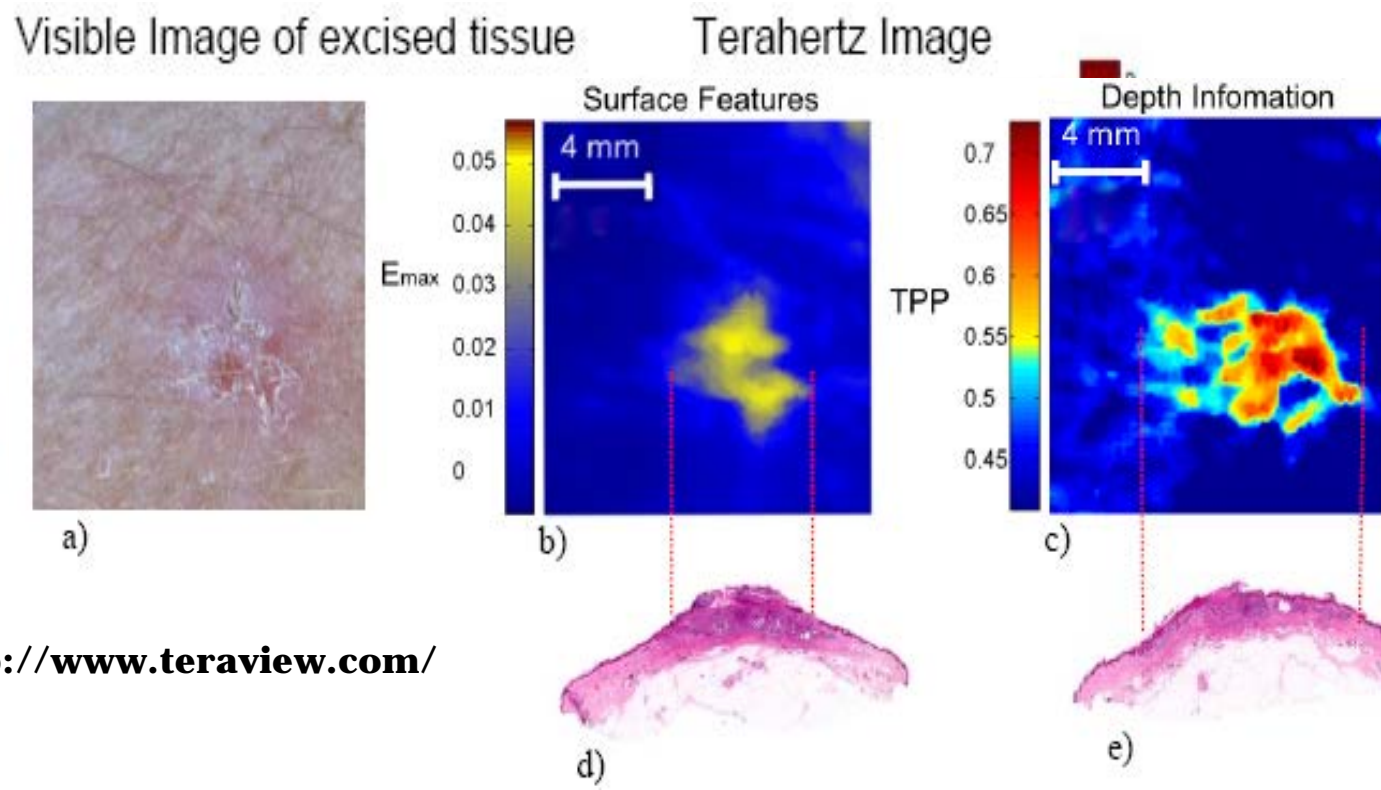 Visible Image of excised tissue
Terahertz Image
Surface Features
Depth Infomation
4 mm
4 mm
Emax
0.05
0.04
0.03
0.02
0.01
0
TPP
0.7
0.65
0.6
0.55
0.5
0.45
a)
b)
c)
://www.teraview.com/
d)
e)